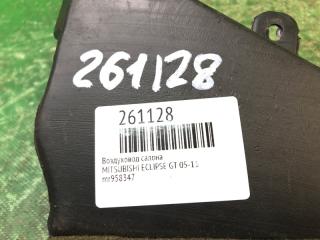 261128
261128
Воздуховод салона
MITSUBISHI ECLIPSE GT 05-11
mr958347